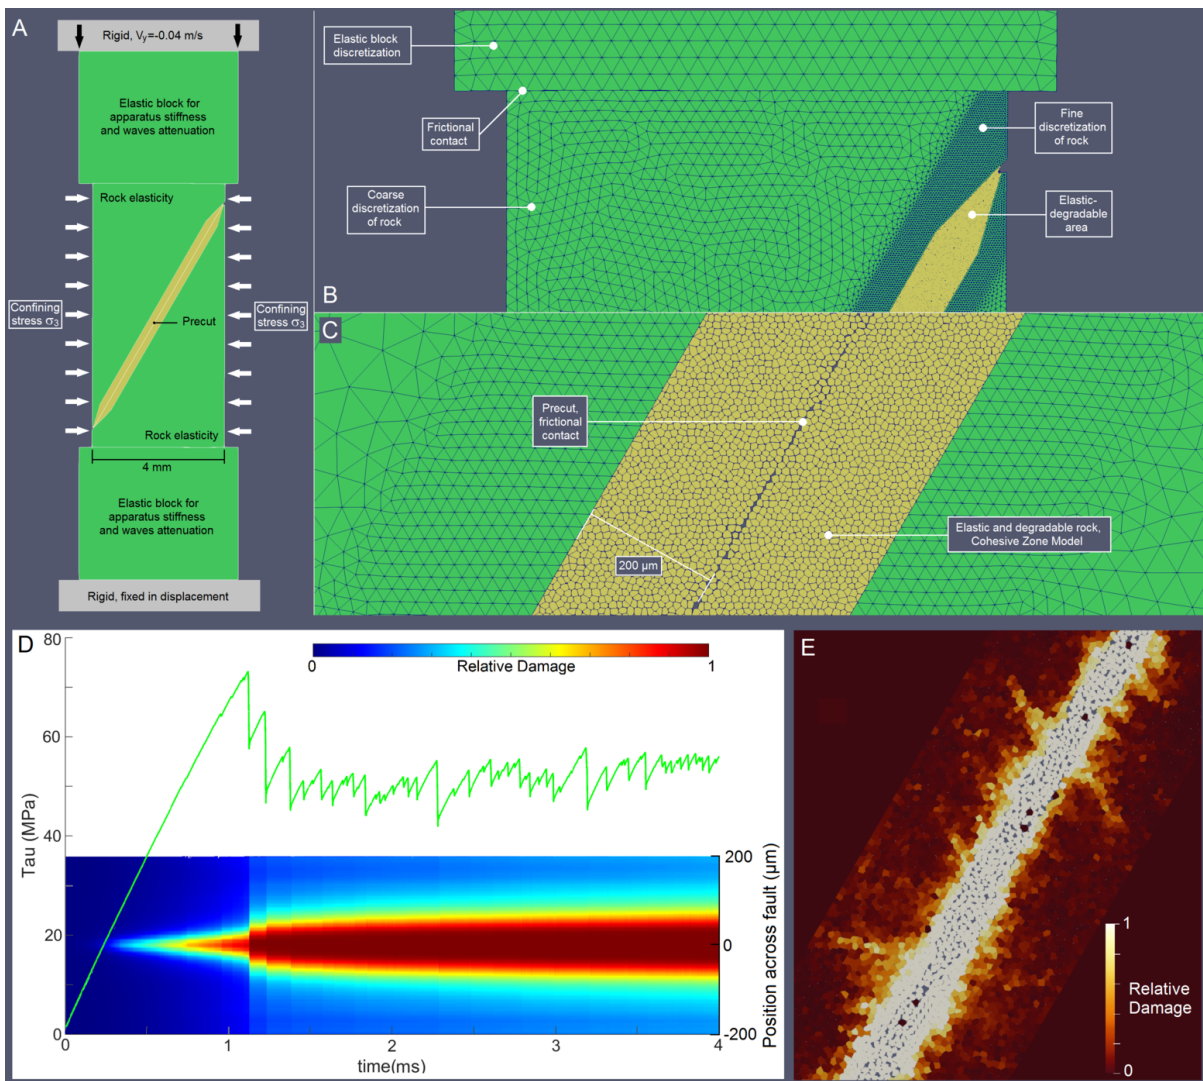 A
Rigid, Vy=-0.04 m/s
Elastic block for
apparatus stiffness
and waves attenuation
Rock elasticity
Confining
stress σ3
Confining
stress σ3
Precut
Rock elasticity
4 mm
Elastic block for
apparatus stiffness
and waves attenuation
Rigid, fixed in displacement
Elastic block
discretization
Frictional
contact
Fine
discretization
of rock
Coarse
discretization
of rock
Elastic-
degradable
area
B
C
Precut,
frictional
contact
Elastic and degradable rock,
Cohesive Zone Model
200 µm
D
80
60
40
20
0
Tau (MPa)
0
Relative Damage
1
200
0
-200
Position across fault (µm)
0
1
2
3
4
time(ms)
E
1
Relative
Damage
0